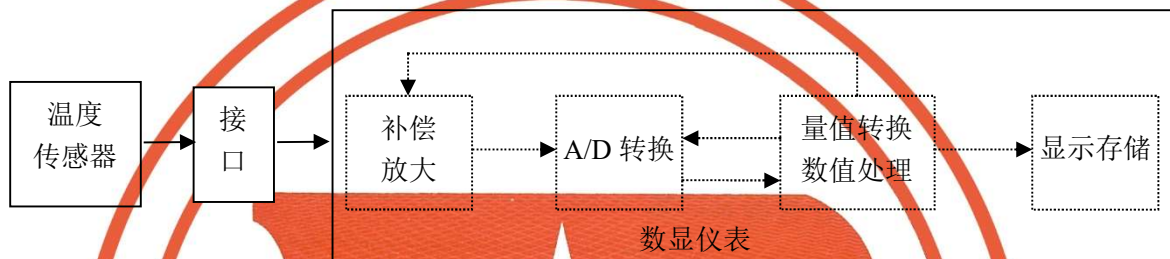 温度
传感器
接
口
补偿
放大
A/D 转换
量值转换
数值处理
显示存储
数显仪表